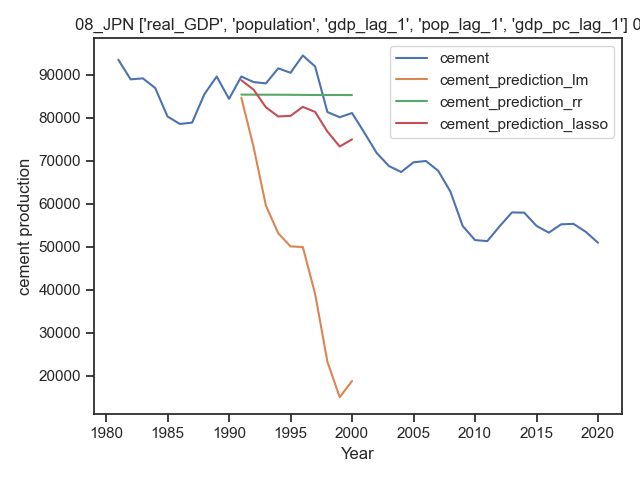 08_JPN ['real_GDP', 'population', 'gdp_lag_1', 'pop_lag_1', 'gdp_pc_lag_1'] 0
cement
cement_prediction_lm
cement_prediction_rr
cement_prediction_lasso
cement production
90000
80000
70000
60000
50000
40000
30000
20000
1980 1985 1990 1995 2000 2005 2010 2015 2020
Year